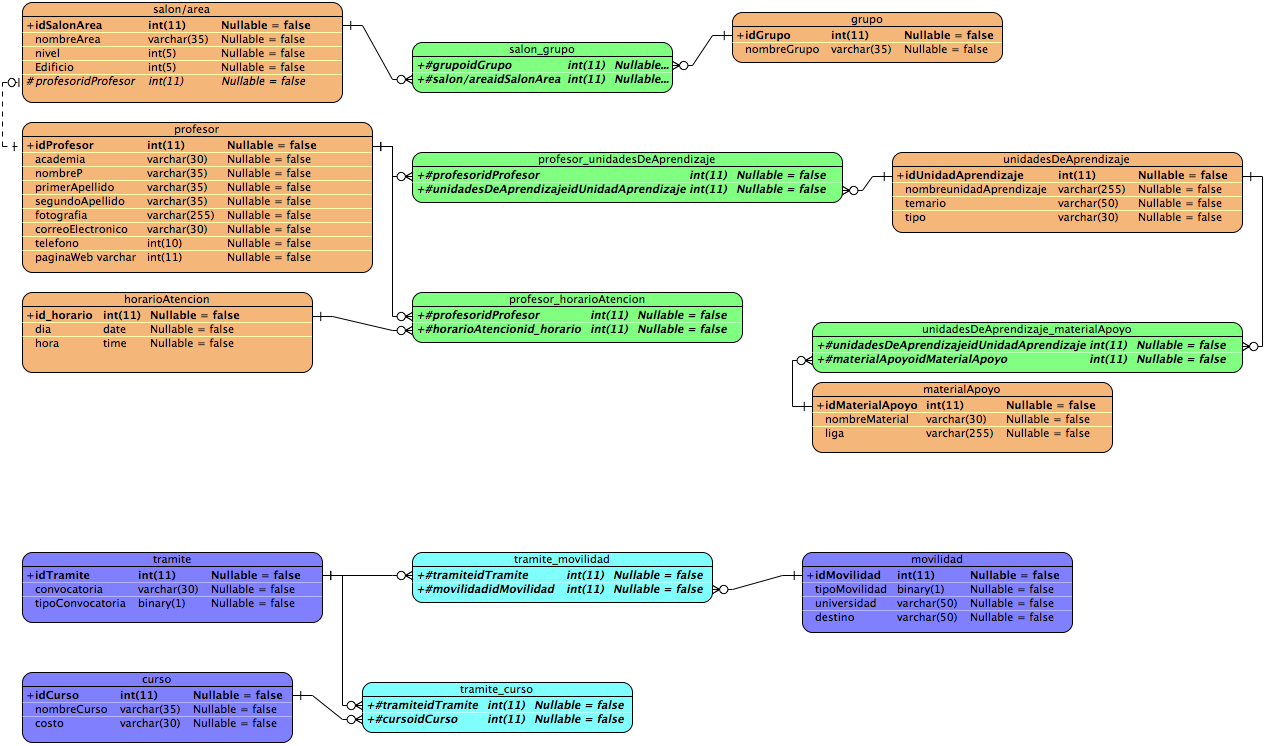 salon/area
+idSalonArea int(11) Nullable = false
nombreArea varchar(35) Nullable = false
nivel int(5) Nullable = false
Edificio int(5) Nullable = false
#profesoridProfesor int(11) Nullable = false
salon_grupo
+#grupoidGrupo int(11) Nullable...
+#salon/areaidSalonArea int(11) Nullable...
grupo
+idGrupo int(11) Nullable = false
nombreGrupo varchar(35) Nullable = false
profesor
+idProfesor int(11) Nullable = false
academia varchar(30) Nullable = false
nombreP varchar(35) Nullable = false
primerApellido varchar(35) Nullable = false
segundoApellido varchar(35) Nullable = false
fotografia varchar(255) Nullable = false
correoElectronico varchar(30) Nullable = false
telefono int(10) Nullable = false
paginaWeb varchar int(11) Nullable = false
profesor_unidadesDeAprendizaje
+#profesoridProfesor int(11) Nullable = false
+#unidadesDeAprendizajeidUnidadAprendizaje int(11) Nullable = false
unidadesDeAprendizaje
+idUnidadAprendizaje int(11) Nullable = false
nombreunidadAprendizaje varchar(255) Nullable = false
temario varchar(50) Nullable = false
tipo varchar(30) Nullable = false
horarioAtencion
+id_horario int(11) Nullable = false
dia date Nullable = false
hora time Nullable = false
profesor_horarioAtencion
+#profesoridProfesor int(11) Nullable = false
+#horarioAtencionid_horario int(11) Nullable = false
unidadesDeAprendizaje_materialApoyo
+#unidadesDeAprendizajeidUnidadAprendizaje int(11) Nullable = false
+#materialApoyoidMaterialApoyo int(11) Nullable = false
materialApoyo
+idMaterialApoyo int(11) Nullable = false
nombreMaterial varchar(30) Nullable = false
liga varchar(255) Nullable = false
tramite
+idTramite int(11) Nullable = false
convocatoria varchar(30) Nullable = false
tipoConvocatoria binary(1) Nullable = false
tramite_movilidad
+#tramiteidTramite int(11) Nullable = false
+#movilidadidMovilidad int(11) Nullable = false
movilidad
+idMovilidad int(11) Nullable = false
tipoMovilidad binary(1) Nullable = false
universidad varchar(50) Nullable = false
destino varchar(50) Nullable = false
curso
+idCurso int(11) Nullable = false
nombreCurso varchar(35) Nullable = false
costo varchar(30) Nullable = false
tramite_curso
+#tramiteidTramite int(11) Nullable = false
+#cursoidCurso int(11) Nullable = false